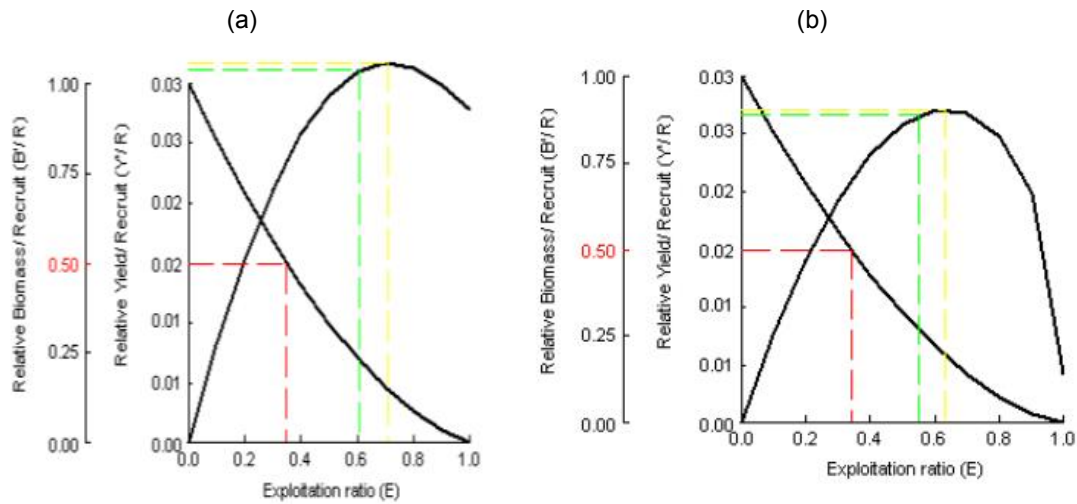 (a)
(b)
Relative Biomass/ Recruit (B'/ R)
1.00
0.75
0.50
0.25
0.00
Relative Yield/ Recruit (Y'/ R)
0.03
0.03
0.02
0.02
0.01
0.01
0.00
0.0 0.2 0.4 0.6 0.8 1.0
Exploitation ratio (E)
Relative Biomass/ Recruit (B'/ R)
1.00
0.75
0.50
0.25
0.00
Relative Yield/ Recruit (Y'/ R)
0.03
0.03
0.02
0.02
0.01
0.01
0.00
0.0 0.2 0.4 0.6 0.8 1.0
Exploitation ratio (E)